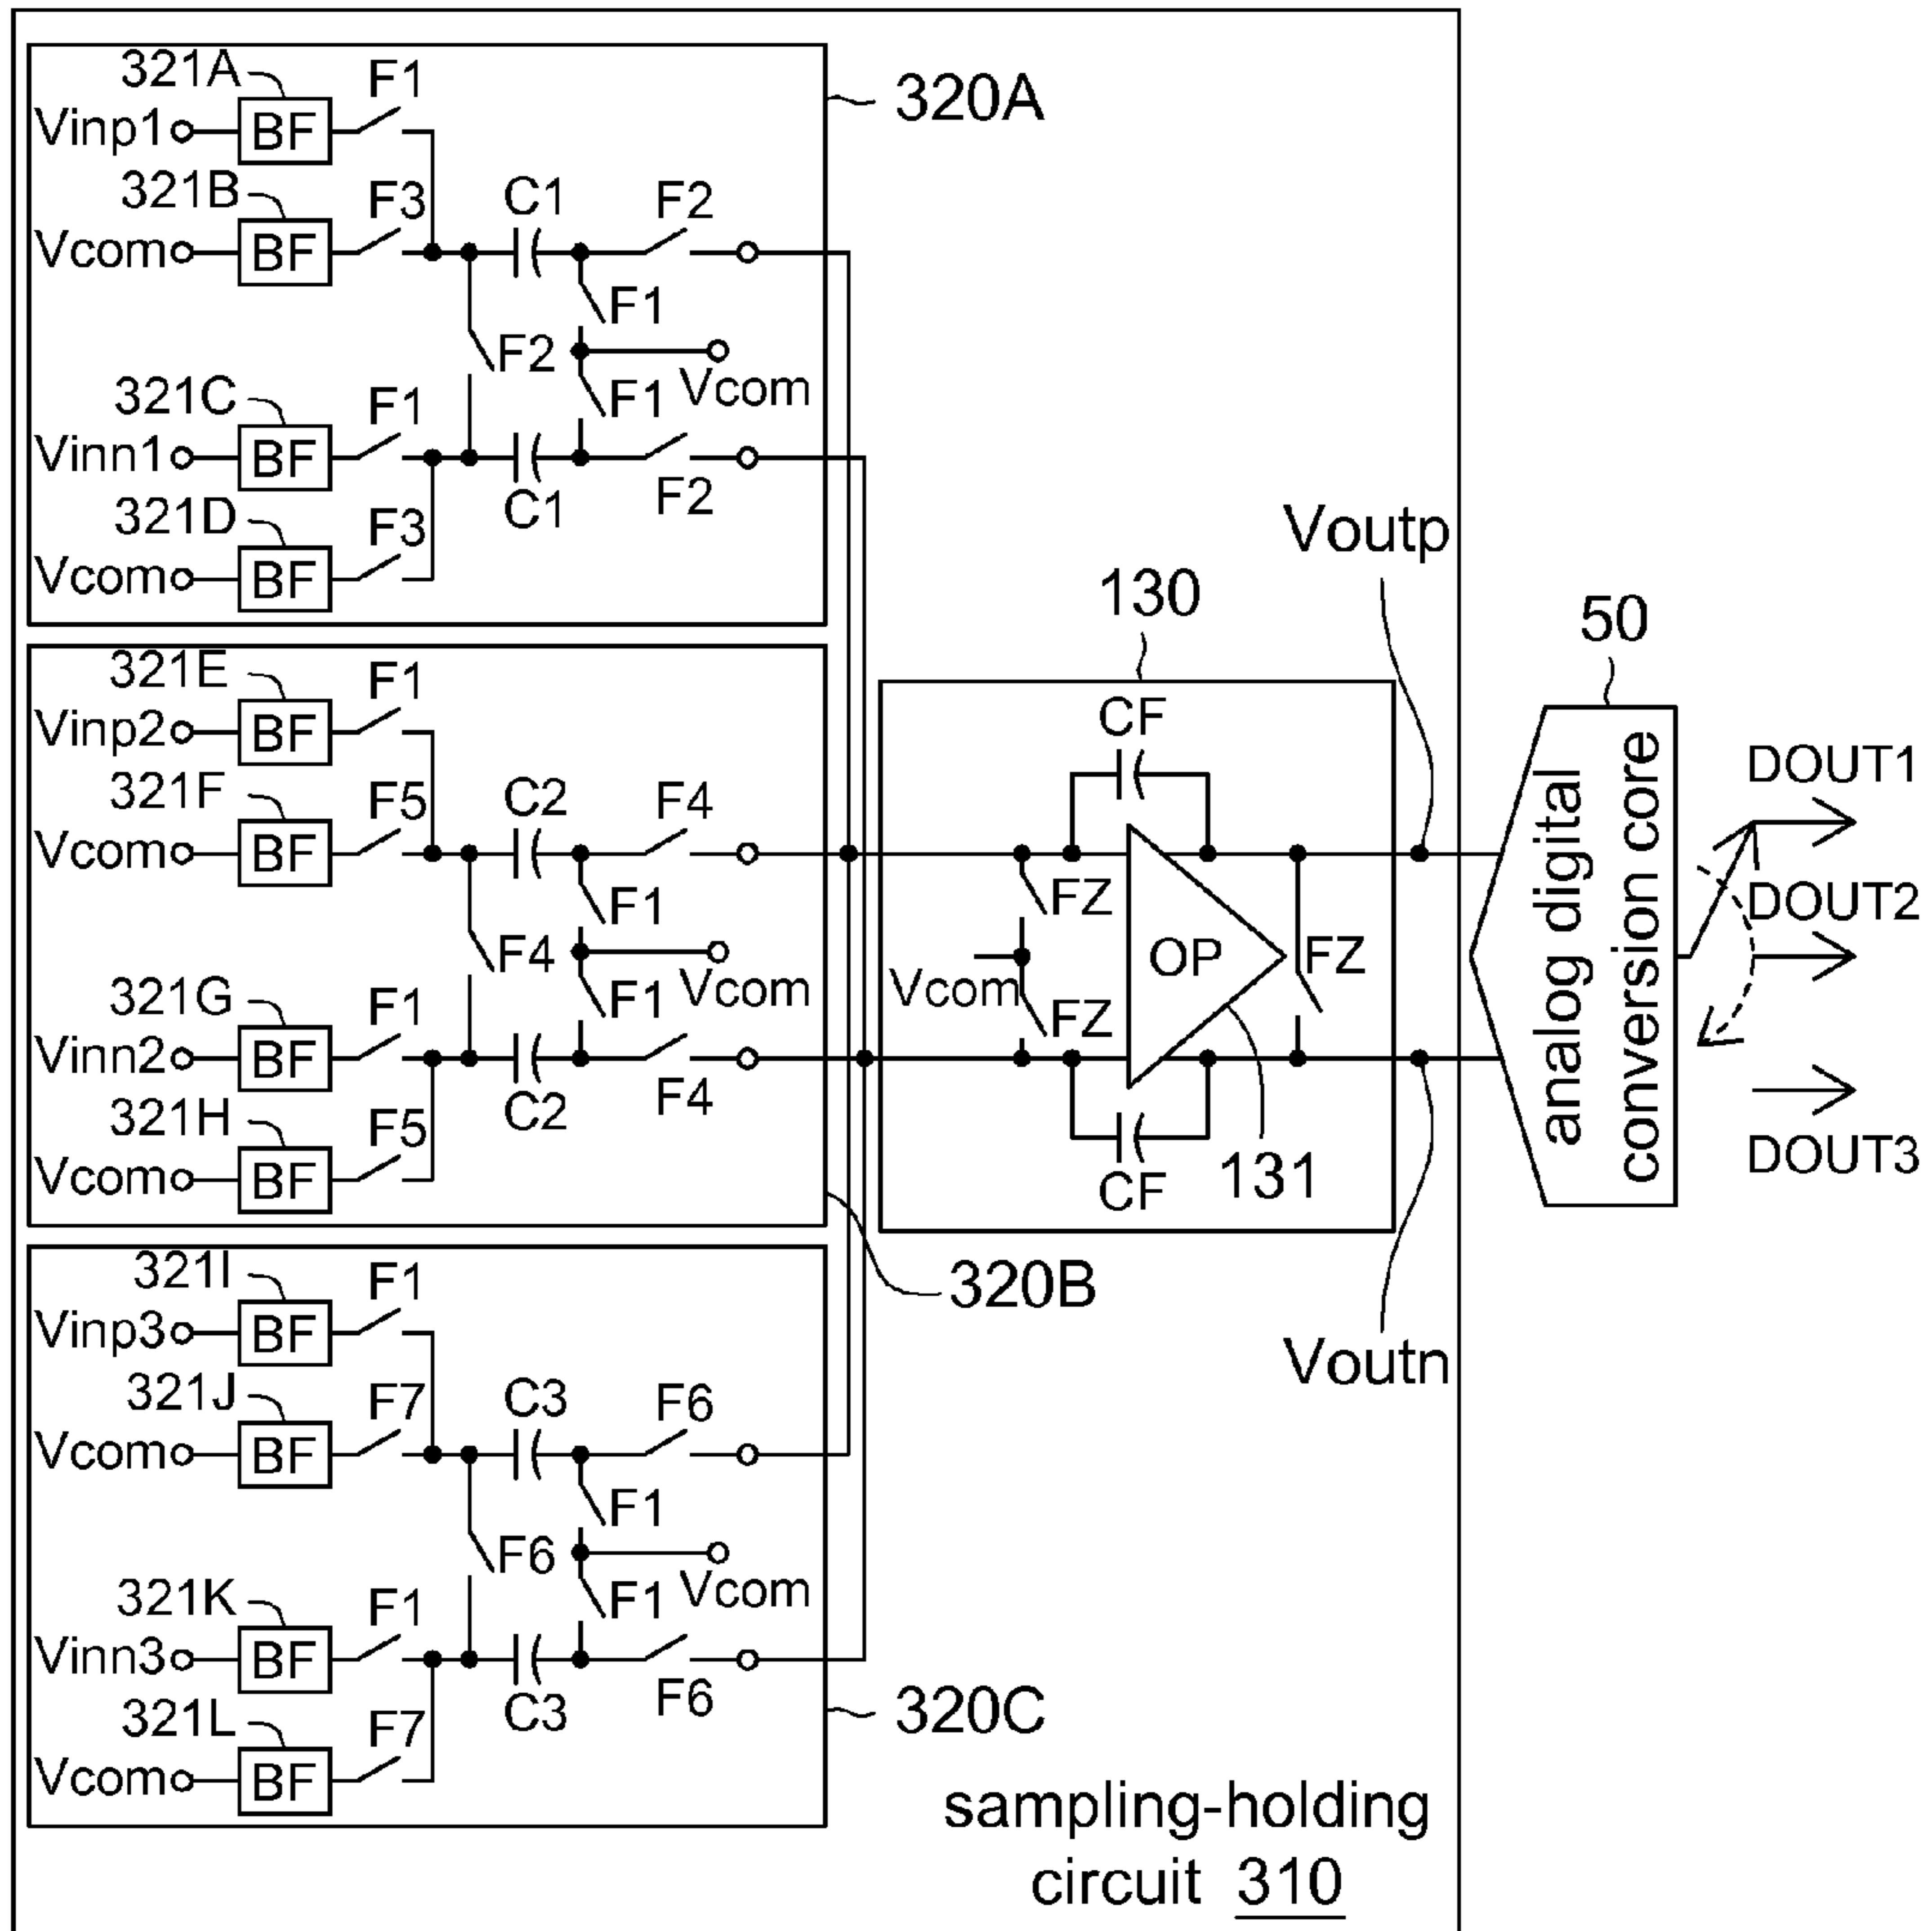 321A
F1
Vinp1
BF
320A
321B
F3
C1
F2
Vcom
BF
F1
F2
Vcom
321C
F1
F1
Vinn1
BF
C1
F2
321D
F3
Vcom
BF
Voutp
130
50
321E
F1
Vinp2
BF
CF
DOUT1
321F
F5
C2
F4
Vcom
BF
F1
FZ
DOUT2
F4
Vcom
OP
FZ
Vcom
analog digital
conversion core
321G
F1
F1
FZ
Vinn2
BF
C2
F4
321H
F5
CF
131
DOUT3
Vcom
BF
321I
F1
320B
Vinp3
BF
Voutn
321J
F7
C3
F6
Vcom
BF
F1
F6
Vcom
321K
F1
F1
Vinn3
BF
C3
F6
321L
F7
320C
Vcom
BF
sampling-holding
circuit 310